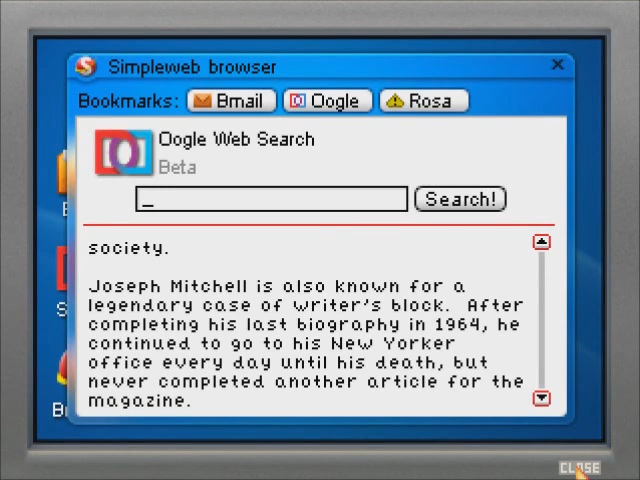 Simpleweb browser
Bookmarks: Bmail Oogle Rosa
Oogle Web Search
Beta
_ Search!
society.
Joseph Mitchell is also known for a
legendary case of writer's block. After
completing his last biography in 1964, he
continued to go to his New Yorker
office every day until his death, but
never completed another article for the
magazine.
CLOSE